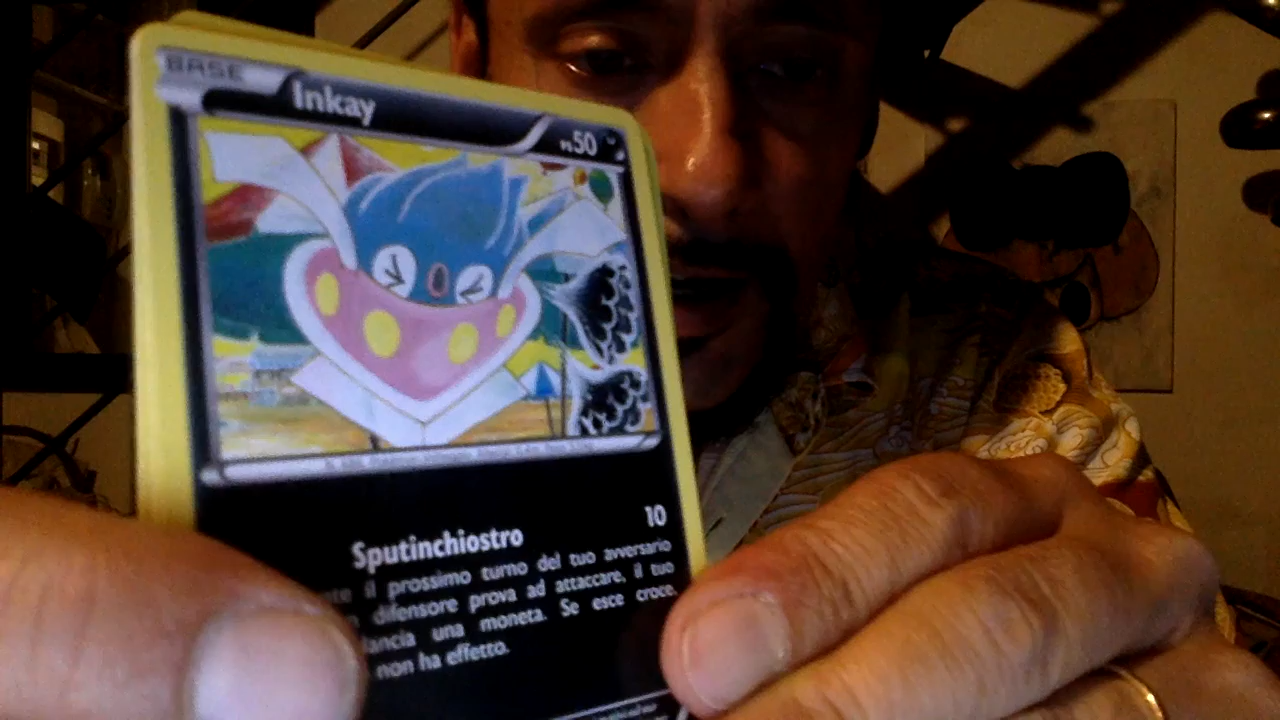 BASE
Inkay
PS50
Sputinchiostro 10
il prossimo turno del tuo avversario
difensore prova ad attaccare, il tuo
lancia una moneta. Se esce croce,
non ha effetto.